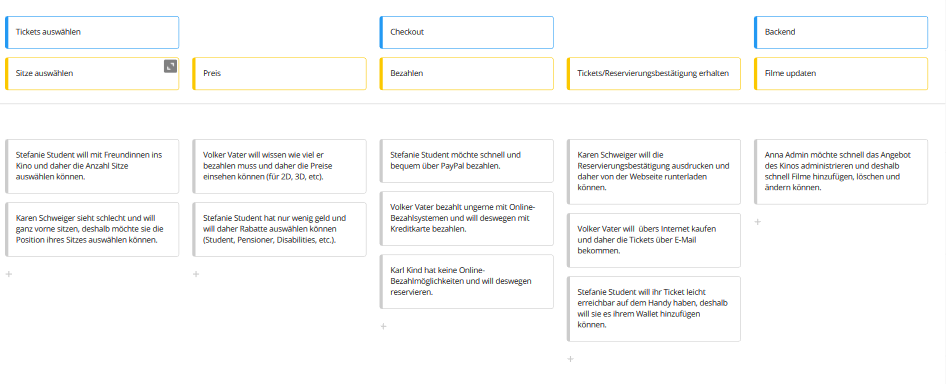 Tickets auswählen
Checkout
Backend
Sitze auswählen
Preis
Bezahlen
Tickets/Reservierungsbestätigung erhalten
Filme updaten
Stefanie Student will mit Freundinnen ins
Kino und daher die Anzahl Sitze
auswählen können.
Karen Schweiger sieht schlecht und will
ganz vorne sitzen, deshalb möchte sie die
Position ihres Sitzes auswählen können.
Volker Vater will wissen wie viel er
bezahlen muss und daher die Preise
einsehen können (für 2D, 3D, etc).
Stefanie Student hat nur wenig geld und
will daher Rabatte auswählen können
(Student, Pensioner, Disabilities, etc.).
Stefanie Student möchte schnell und
bequem über PayPal bezahlen.
Volker Vater bezahlt ungerne mit Online-
Bezahlsystemen und will deswegen mit
Kreditkarte bezahlen.
Karl Kind hat keine Online-
Bezahlmöglichkeiten und will deswegen
reservieren.
Karen Schweiger will die
Reservierungsbestätigung ausdrucken und
daher von der Webseite runterladen
können.
Volker Vater will übers Internet kaufen
und daher die Tickets über E-Mail
bekommen.
Stefanie Student will ihr Ticket leicht
erreichbar auf dem Handy haben, deshalb
will sie es ihrem Wallet hinzufügen
können.
Anna Admin möchte schnell das Angebot
des Kinos administrieren und deshalb
schnell Filme hinzufügen, löschen und
ändern können.